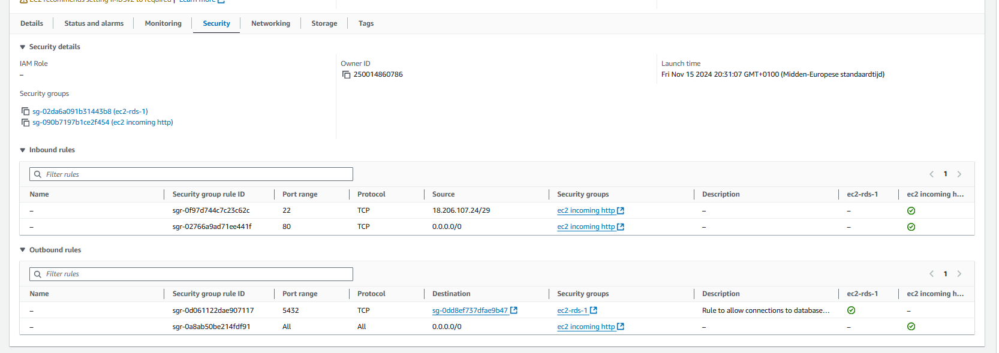 EC2 recommends setting IMDSv2 to required | Learn more
Details Status and alarms Monitoring Security Networking Storage Tags
Security details
IAM Role Owner ID Launch time
– 250014860786 Fri Nov 15 2024 20:31:07 GMT+0100 (Midden-Europese standaardtijd)
Security groups
sg-02da6a091b31443b8 (ec2-rds-1)
sg-090b7197b1ce2f454 (ec2 incoming http)
Inbound rules
Filter rules 1
Name Security group rule ID Port range Protocol Source Security groups Description ec2-rds-1 ec2 incoming h...
– sgr-0f97d744c7c23c62c 22 TCP 18.206.107.24/29 ec2 incoming http – –
– sgr-02766a9ad71ee441f 80 TCP 0.0.0.0/0 ec2 incoming http – –
Outbound rules
Filter rules 1
Name Security group rule ID Port range Protocol Destination Security groups Description ec2-rds-1 ec2 incoming h...
– sgr-0d061122dae907117 5432 TCP sg-0dd8ef737dfae9b47 ec2-rds-1 Rule to allow connections to database... –
– sgr-0a8ab50be214fdf91 All All 0.0.0.0/0 ec2 incoming http – –